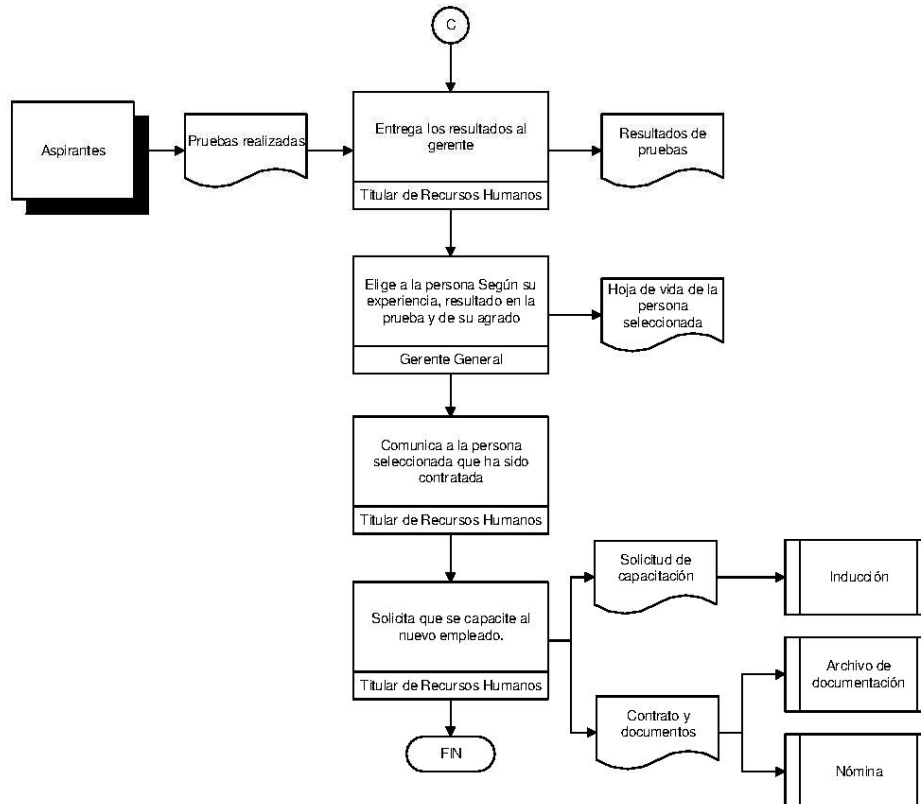 C
Aspirantes
Pruebas realizadas
Entrega los resultados al
gerente
Titular de Recursos Humanos
Resultados de
pruebas
Elige a la persona Según su
experiencia, resultado en la
prueba y de su agrado
Gerente General
Hoja de vida de la
persona
seleccionada
Comunica a la persona
seleccionada que ha sido
contratada
Titular de Recursos Humanos
Solicita que se capacite al
nuevo empleado.
Titular de Recursos Humanos
Solicitud de
capacitación
Inducción
Contrato y
documentos
Archivo de
documentación
Nómina
FIN